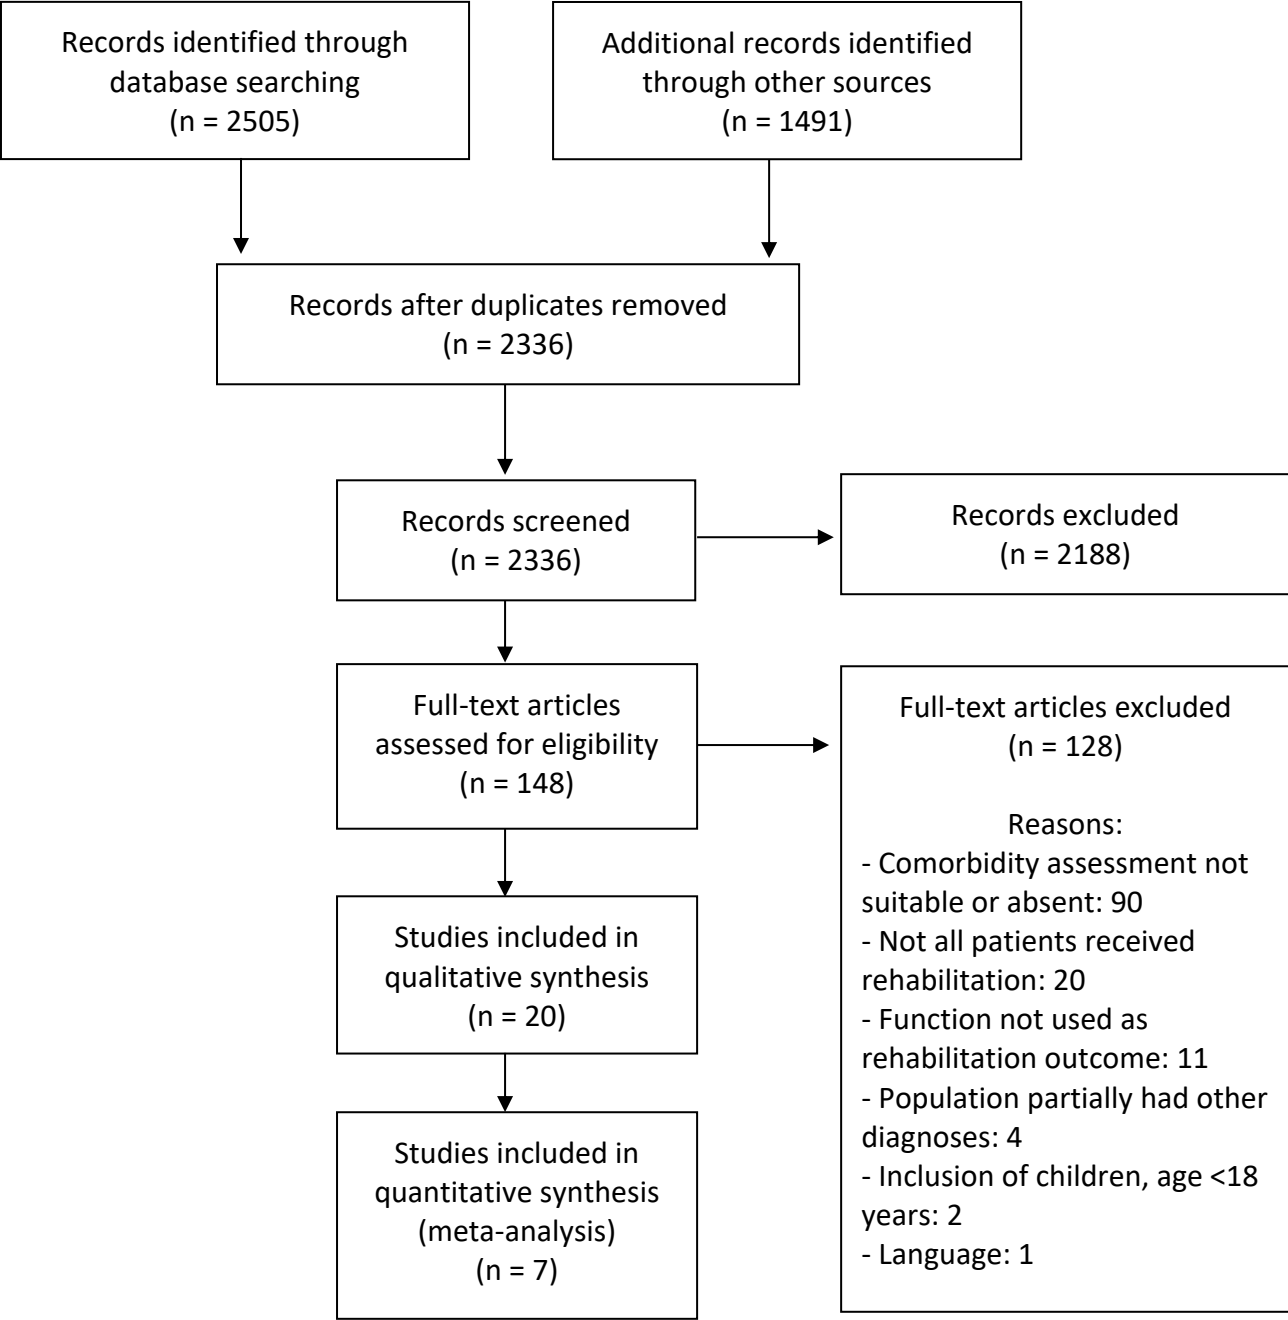 Records identified through
database searching
(n = 2505)
Additional records identified
through other sources
(n = 1491)
Records after duplicates removed
(n = 2336)
Records screened
(n = 2336)
Records excluded
(n = 2188)
Full-text articles
assessed for eligibility
(n = 148)
Full-text articles excluded
(n = 128)
Reasons:
- Comorbidity assessment not
suitable or absent: 90
- Not all patients received
rehabilitation: 20
- Function not used as
rehabilitation outcome: 11
- Population partially had other
diagnoses: 4
- Inclusion of children, age <18
years: 2
- Language: 1
Studies included in
qualitative synthesis
(n = 20)
Studies included in
quantitative synthesis
(meta-analysis)
(n = 7)